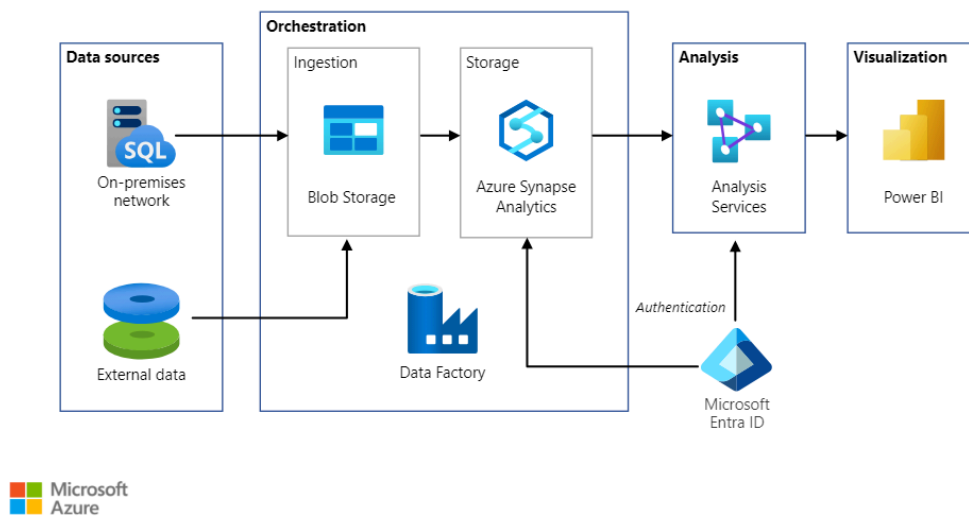 Orchestration
Data sources
Ingestion
Storage
Analysis
Visualization
SQL
On-premises
network
Blob Storage
Azure Synapse
Analytics
Analysis
Services
Power BI
External data
Data Factory
Authentication
Microsoft
Entra ID
Microsoft
Azure